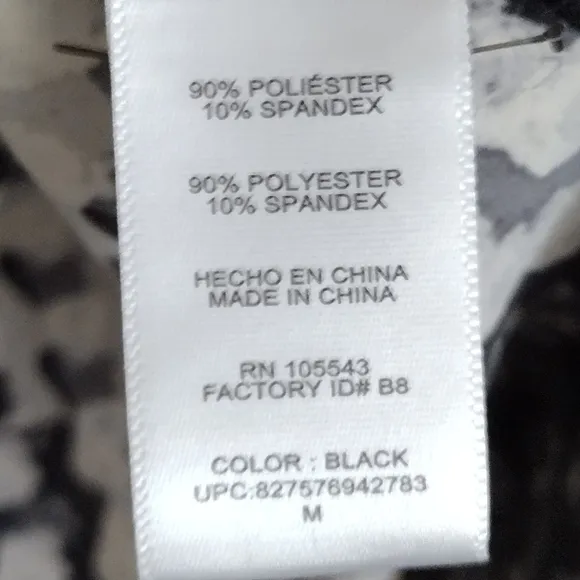 90% POLIÉSTER
10% SPANDEX
90% POLYESTER
10% SPANDEX
HECHO EN CHINA
MADE IN CHINA
RN 105543
FACTORY ID# B8
COLOR : BLACK
UPC:827576942783
M